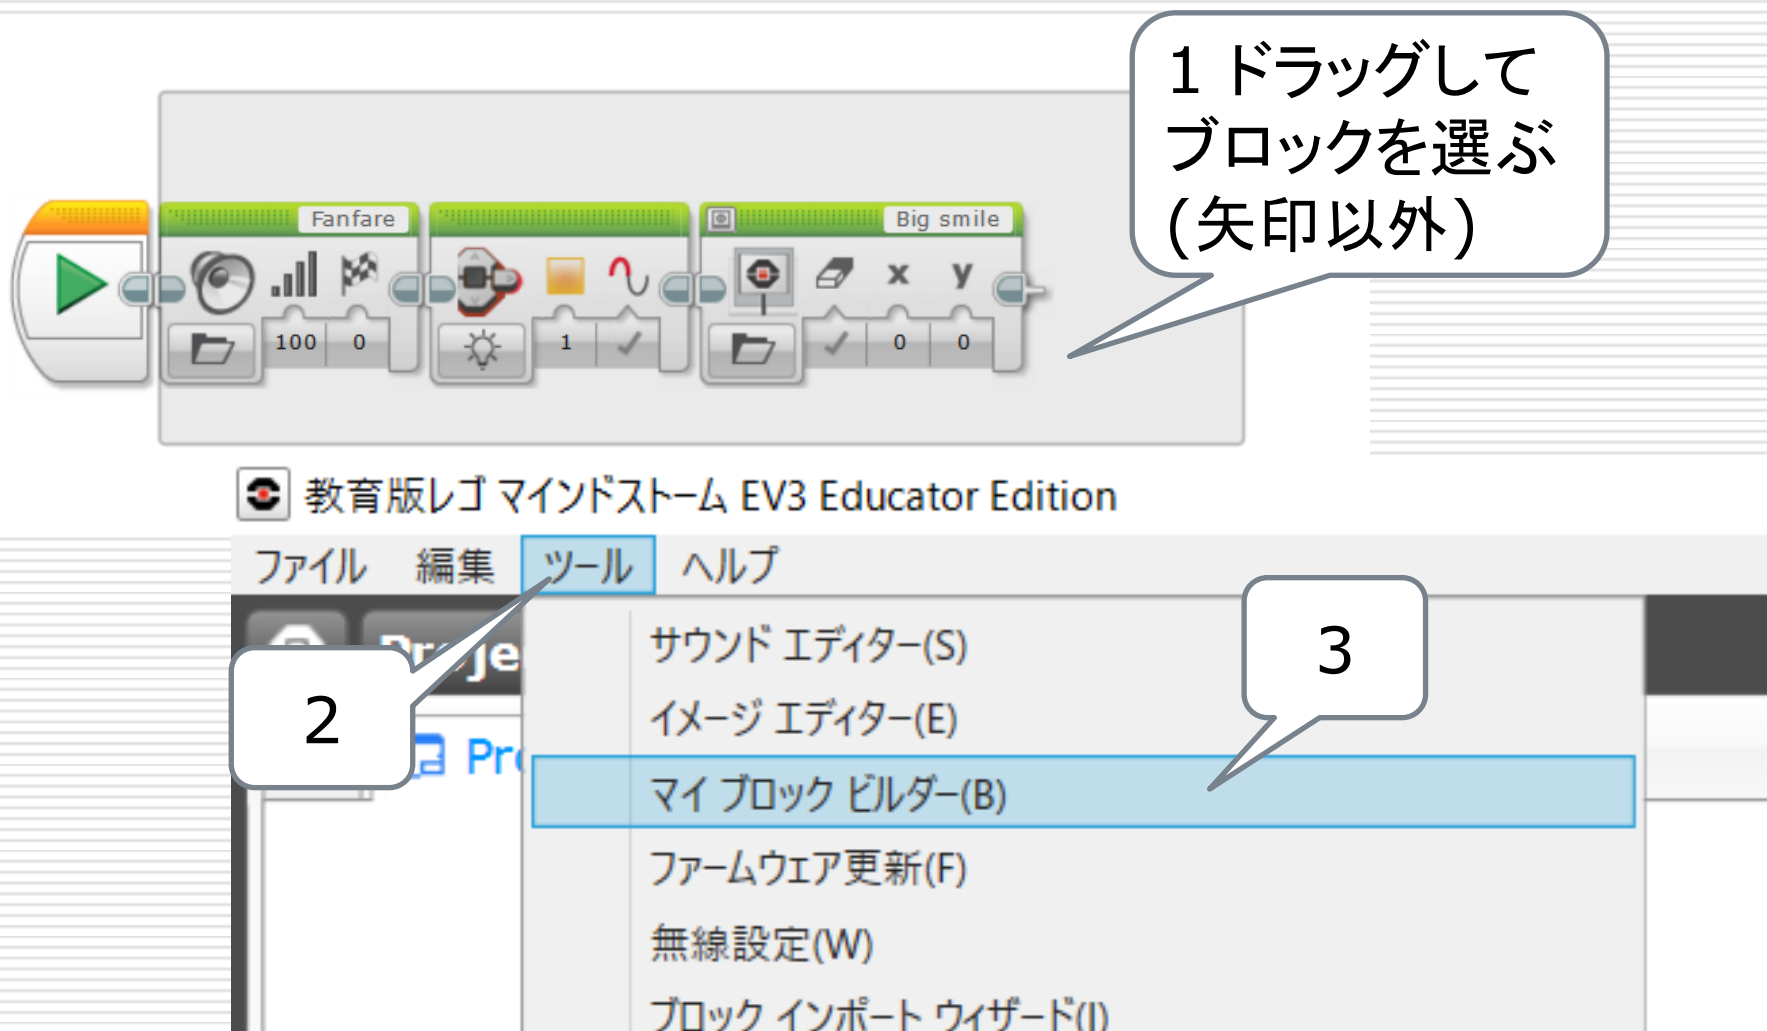 1 ドラッグして
ブロックを選ぶ
(矢印以外)
Fanfare
Big smile
x y
100 0
1
0 0
教育版レゴ マインドストーム EV3 Educator Edition
ファイル 編集 ツール ヘルプ
サウンド エディター(S)
3
イメージ エディター(E)
2
マイ ブロック ビルダー(B)
ファームウェア更新(F)
無線設定(W)
ブロック インポート ウィザード(I)